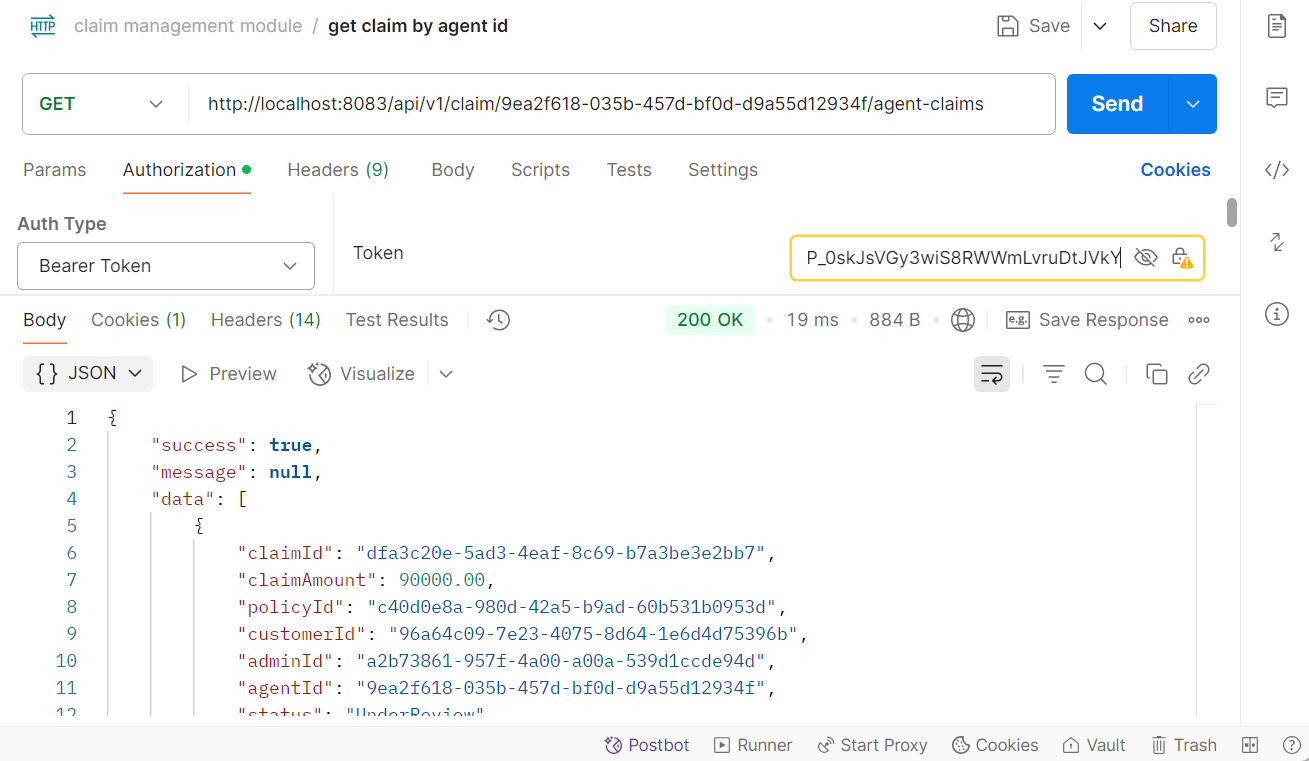 HTTP claim management module / get claim by agent id Save Share
GET http://localhost:8083/api/v1/claim/9ea2f618-035b-457d-bf0d-d9a55d12934f/agent-claims Send
Params Authorization Headers (9) Body Scripts Tests Settings Cookies
Auth Type
Bearer Token
Token P_0skJsVGy3wiS8RWWmLvruDtJVkY
Body Cookies (1) Headers (14) Test Results 200 OK • 19 ms • 884 B • e.g. Save Response
{} JSON Preview Visualize
1 {
2 "success": true,
3 "message": null,
4 "data": [
5 {
6 "claimId": "dfa3c20e-5ad3-4eaf-8c69-b7a3be3e2bb7",
7 "claimAmount": 90000.00,
8 "policyId": "c40d0e8a-980d-42a5-b9ad-60b531b0953d",
9 "customerId": "96a64c09-7e23-4075-8d64-1e6d4d75396b",
10 "adminId": "a2b73861-957f-4a00-a00a-539d1ccde94d",
11 "agentId": "9ea2f618-035b-457d-bf0d-d9a55d12934f",
12 "status": "UnderReview"
Postbot Runner Start Proxy Cookies Vault Trash